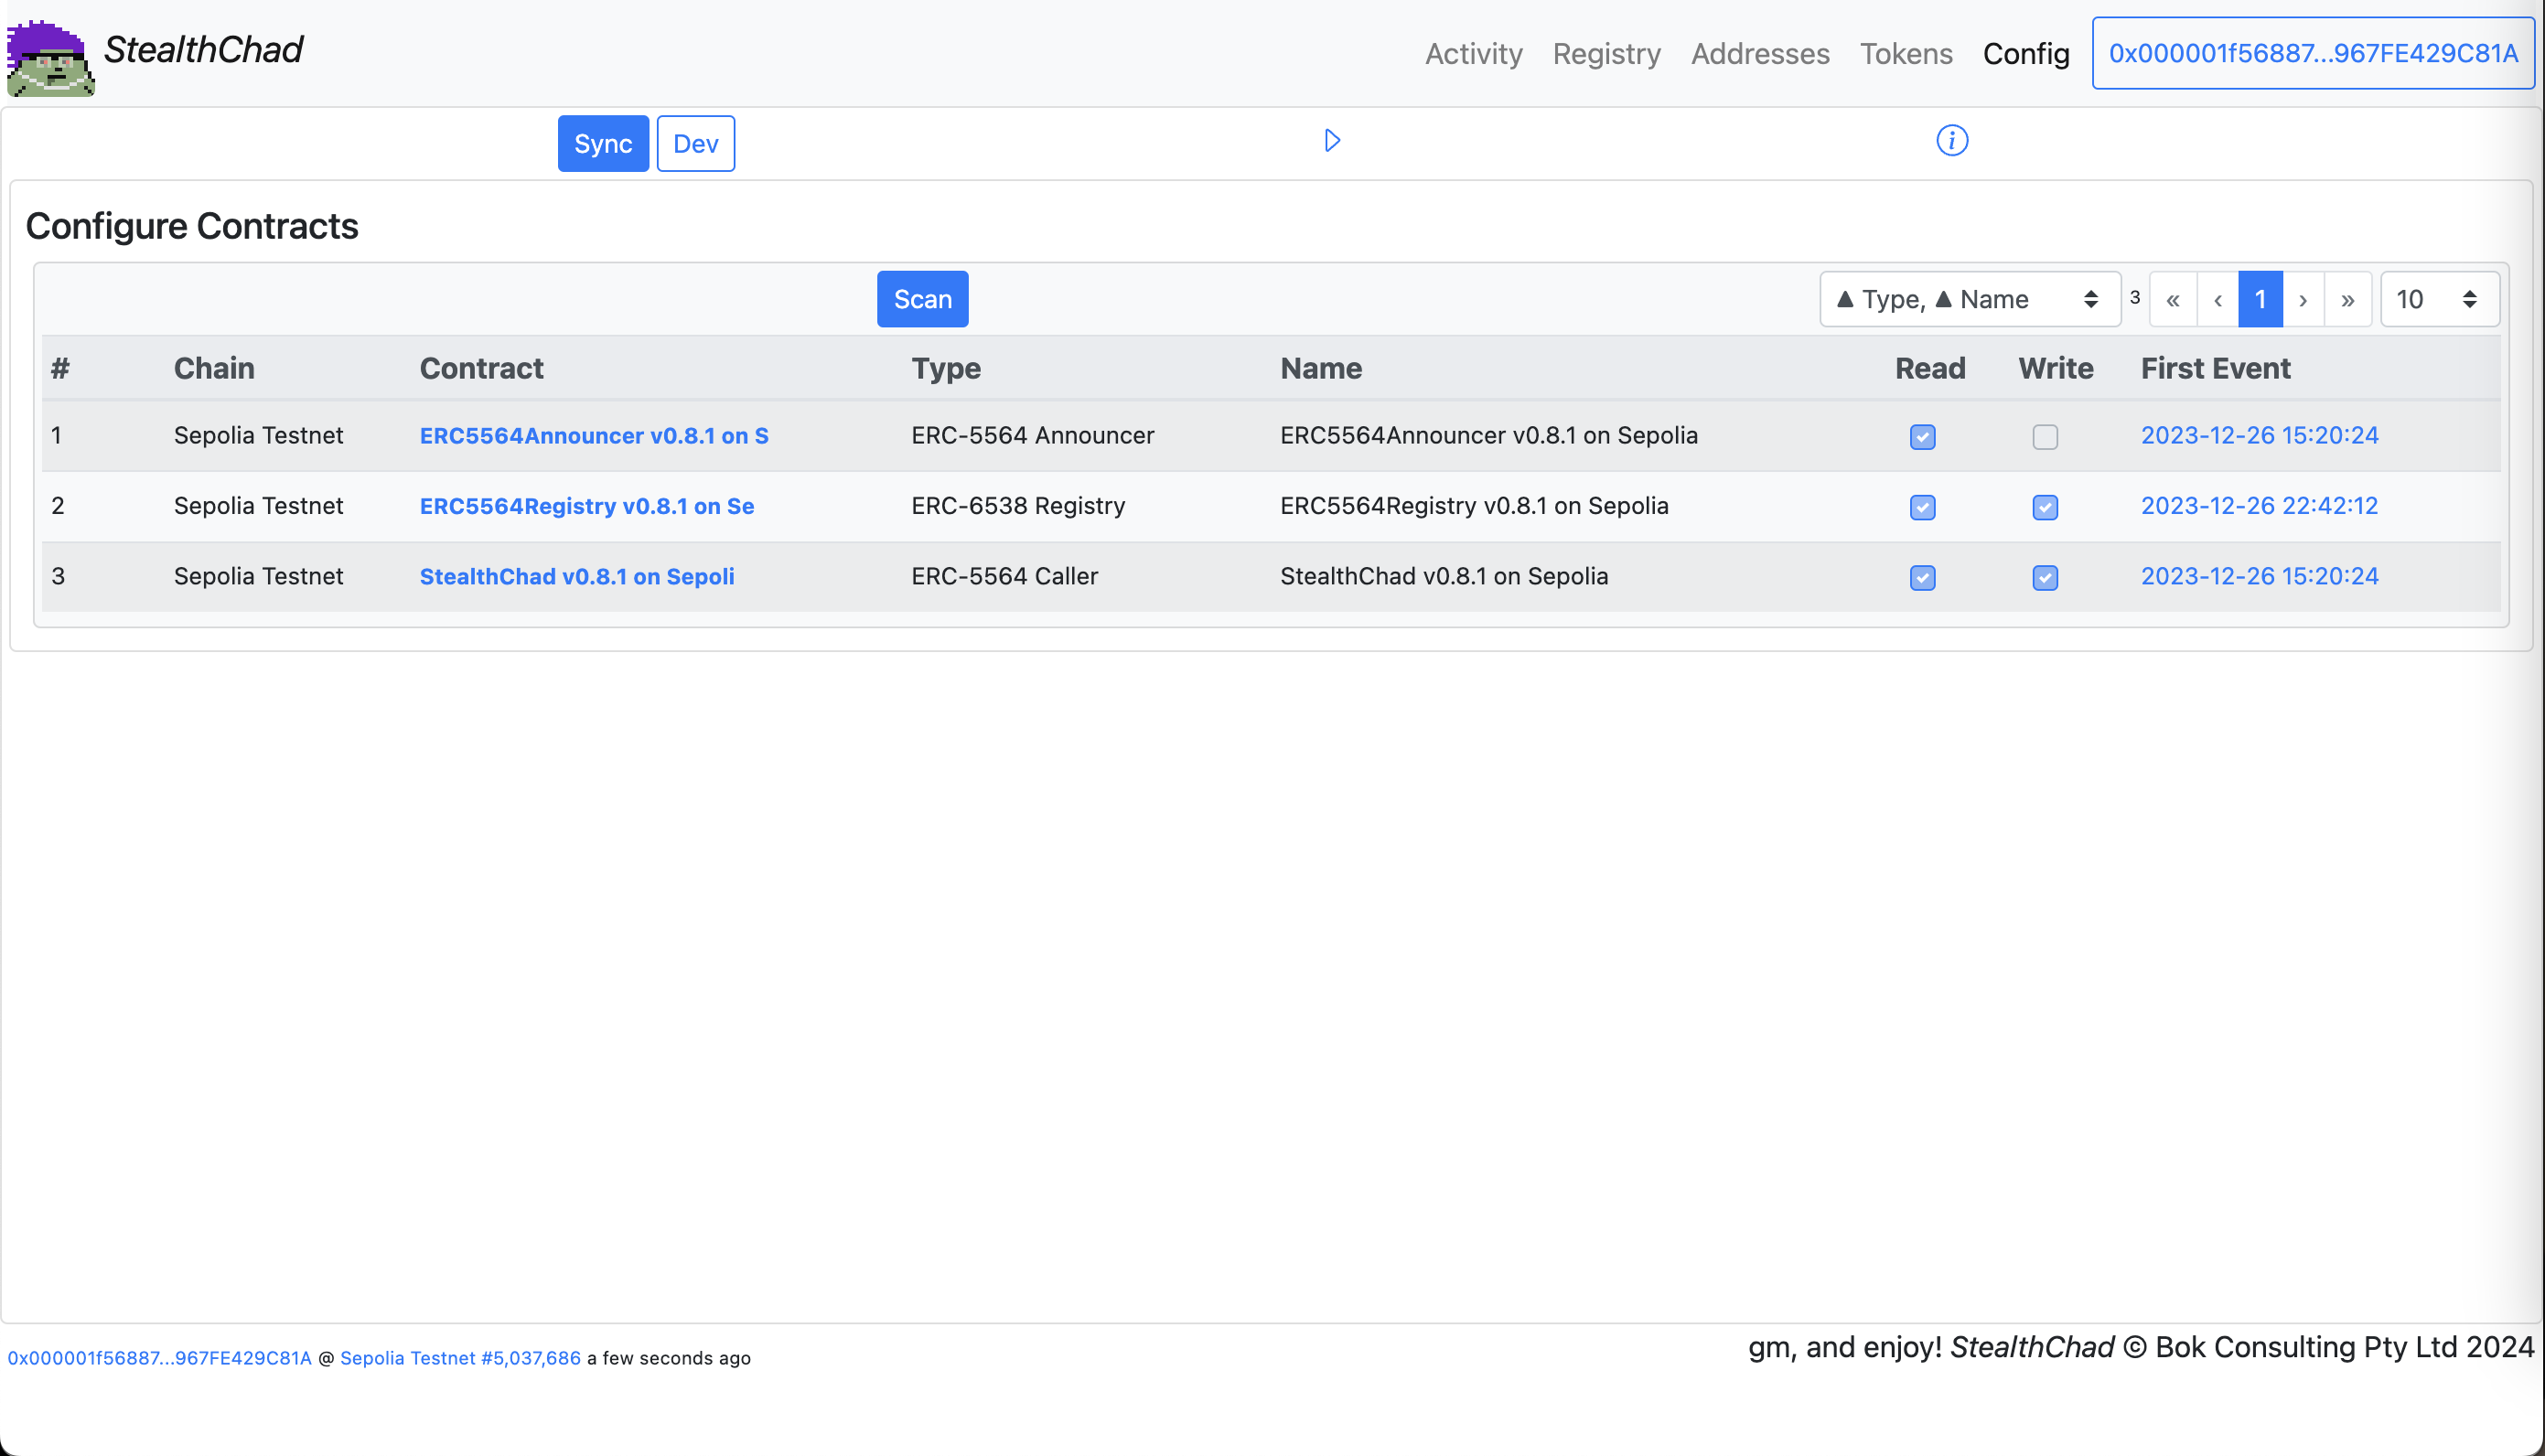 StealthChad
Activity Registry Addresses Tokens Config 0x000001f56887...967FE429C81A
Sync Dev
Configure Contracts
Scan ▲ Type, ▲ Name 3 « ‹ 1 › » 10
# Chain Contract Type Name Read Write First Event
1 Sepolia Testnet ERC5564Announcer v0.8.1 on S ERC-5564 Announcer ERC5564Announcer v0.8.1 on Sepolia 2023-12-26 15:20:24
2 Sepolia Testnet ERC5564Registry v0.8.1 on Se ERC-6538 Registry ERC5564Registry v0.8.1 on Sepolia 2023-12-26 22:42:12
3 Sepolia Testnet StealthChad v0.8.1 on Sepoli ERC-5564 Caller StealthChad v0.8.1 on Sepolia 2023-12-26 15:20:24
0x000001f56887...967FE429C81A @ Sepolia Testnet #5,037,686 a few seconds ago
gm, and enjoy! StealthChad © Bok Consulting Pty Ltd 2024